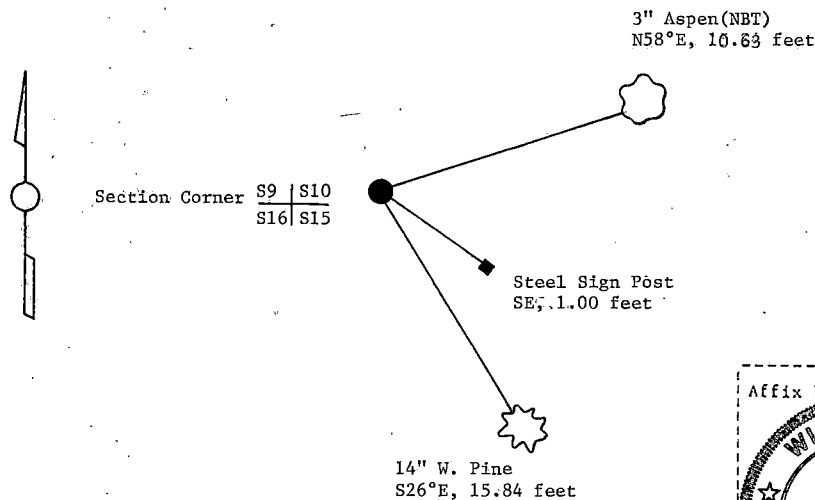 3" Aspen(NBT)
N58°E, 10.63 feet
Section Corner S9 | S10
S16 | S15
Steel Sign Post
SE, 1.00 feet
14" W. Pine
S26°E, 15.84 feet
Affix
WI